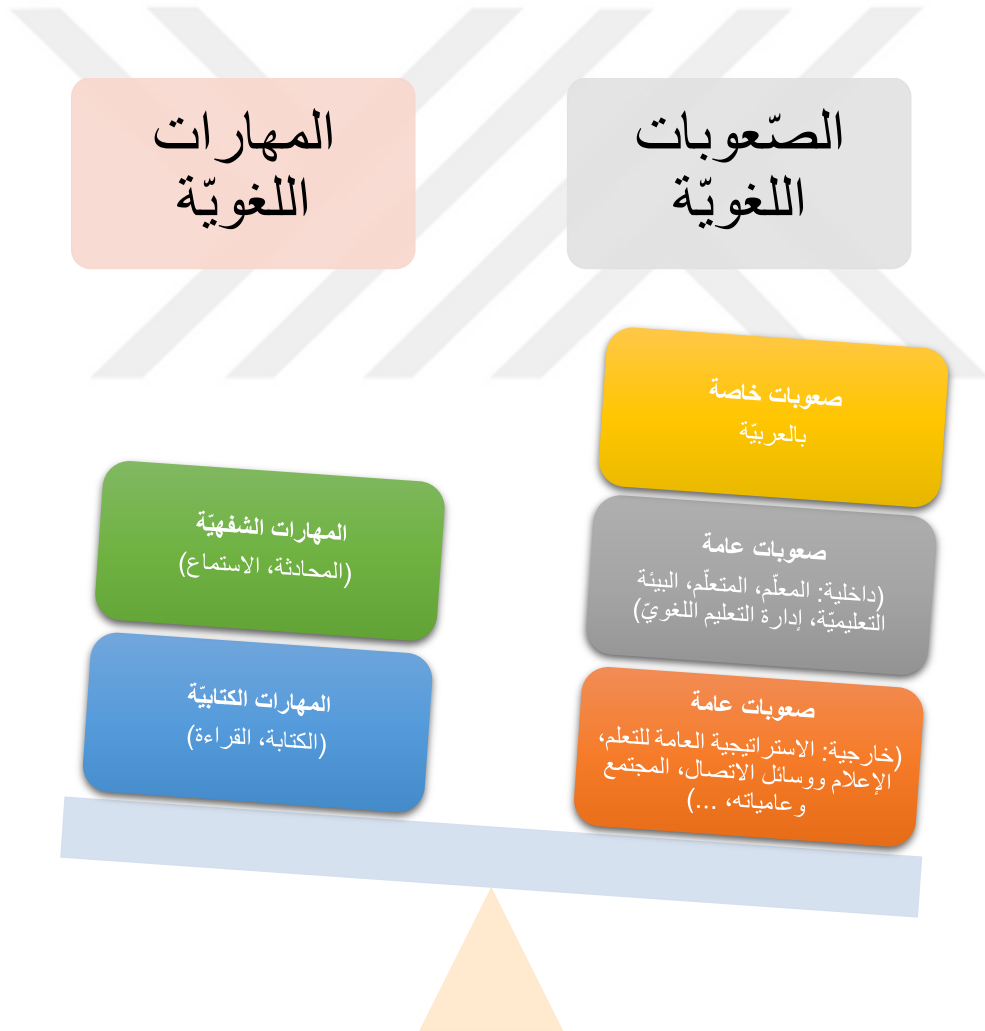 الصّعوبات
اللغويّة
صعوبات خاصة
بالعربيّة
صعوبات عامة
(داخلية: المعلّم، المتعلّم، البيئة
التعليميّة، إدارة التعليم اللغويّ)
صعوبات عامة
(خارجية: الاستراتيجية العامة للتعلم،
الإعلام ووسائل الاتصال، المجتمع
وعامياته، ...)
المهارات
اللغويّة
المهارات الشفهيّة
(المحادثة، الاستماع)
المهارات الكتابيّة
(الكتابة، القراءة)